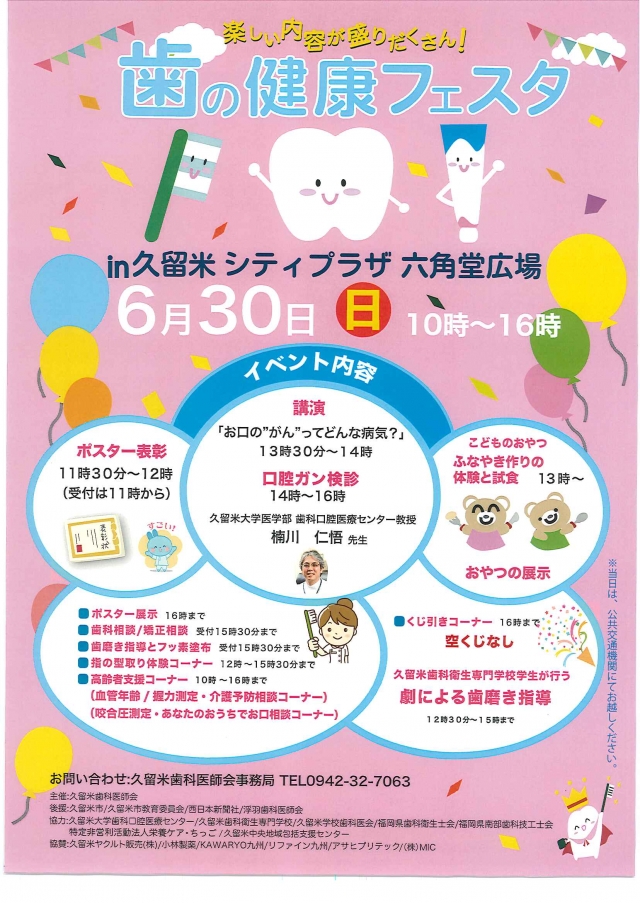 楽しい内容が盛りだくさん!
歯の健康フェスタ
in久留米 シティプラザ 六角堂広場
6月30日 日 10時〜16時
イベント内容
講演
「お口の"がん"ってどんな病気?」
13時30分〜14時
口腔ガン検診
14時〜16時
久留米大学医学部 歯科口腔医療センター教授
楠川 仁悟 先生
ポスター表彰
11時30分〜12時
(受付は11時から)
表彰状
すごい!
こどものおやつ
ふなやき作りの
体験と試食 13時〜
おやつの展示
■ポスター展示 16時まで
■歯科相談/矯正相談 受付15時30分まで
■歯磨き指導とフッ素塗布 受付15時30分まで
■指の型取り体験コーナー 12時〜15時30分まで
■高齢者支援コーナー 10時〜16時まで
(血管年齢/握力測定・介護予防相談コーナー)
(咬合圧測定・あなたのおうちでお口相談コーナー)
■くじ引きコーナー 16時まで
空くじなし
久留米歯科衛生専門学校学生が行う
劇による歯磨き指導
12時30分〜15時まで
※当日は、公共交通機関にてお越しください。
お問い合わせ:久留米歯科医師会事務局 TEL0942-32-7063
主催:久留米歯科医師会
後援:久留米市/久留米市教育委員会/西日本新聞社/浮羽歯科医師会
協力:久留米大学歯科口腔医療センター/久留米歯科衛生専門学校/久留米学校歯科医会/福岡県歯科衛生士会/福岡県南部歯科技工士会
特定非営利活動法人栄養ケア・ちっご/久留米中央地域包括支援センター
協賛:久留米ヤクルト販売(株)/小林製薬/KAWARYO九州/リファイン九州/アサヒプリテック/(株)MIC